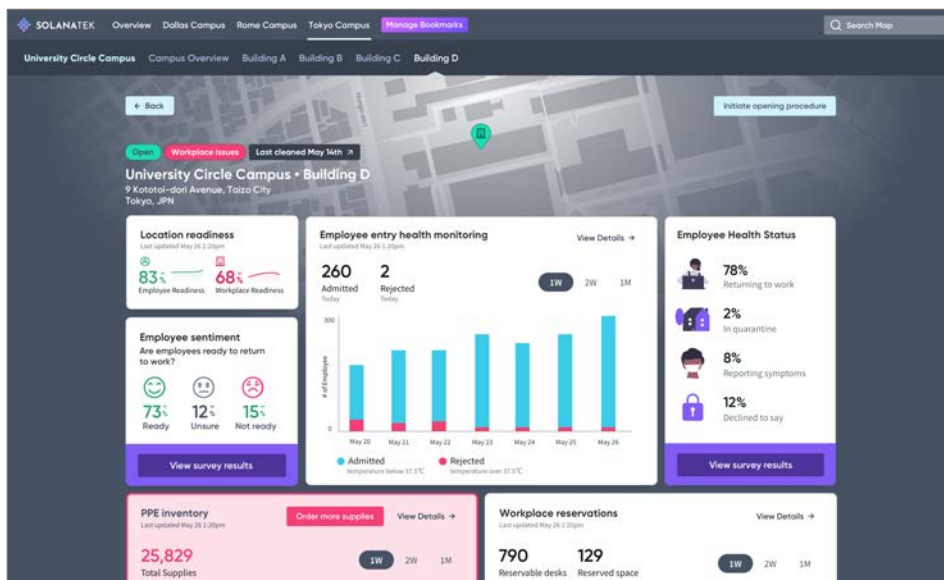 SOLANATEK Overview Dallas Campus Rome Campus Tokyo Campus Manage Bookmarks Search Map
University Circle Campus Campus Overview Building A Building B Building C Building D
← Back
Initiate opening procedure
Open Workplace Issues Last cleaned May 14th ↗
University Circle Campus • Building D
9 Kototoi-dori Avenue, Taizo City
Tokyo, JPN
Location readiness
Last updated May 26 1:20pm
83% 68%
Employee Readiness Workplace Readiness
Employee sentiment
Are employees ready to return
to work?
73% 12% 15%
Ready Unsure Not ready
View survey results
Employee entry health monitoring
Last updated May 26 1:20pm
View Details →
260 2
Admitted Rejected
Today Today
1W 2W 1M
300
# of Employee
0
May 20 May 21 May 22 May 23 May 24 May 25 May 26
Admitted Rejected
temperature below 37.5°C temperature over 37.5°C
Employee Health Status
78%
Returning to work
2%
In quarantine
8%
Reporting symptoms
12%
Declined to say
View survey results
PPE inventory
Last updated May 26 1:20pm
Order more supplies
View Details →
25,829
Total Supplies
1W 2W 1M
Workplace reservations
Last updated May 26 1:20pm
View Details →
790 129
Reservable desks Reserved space
1W 2W 1M